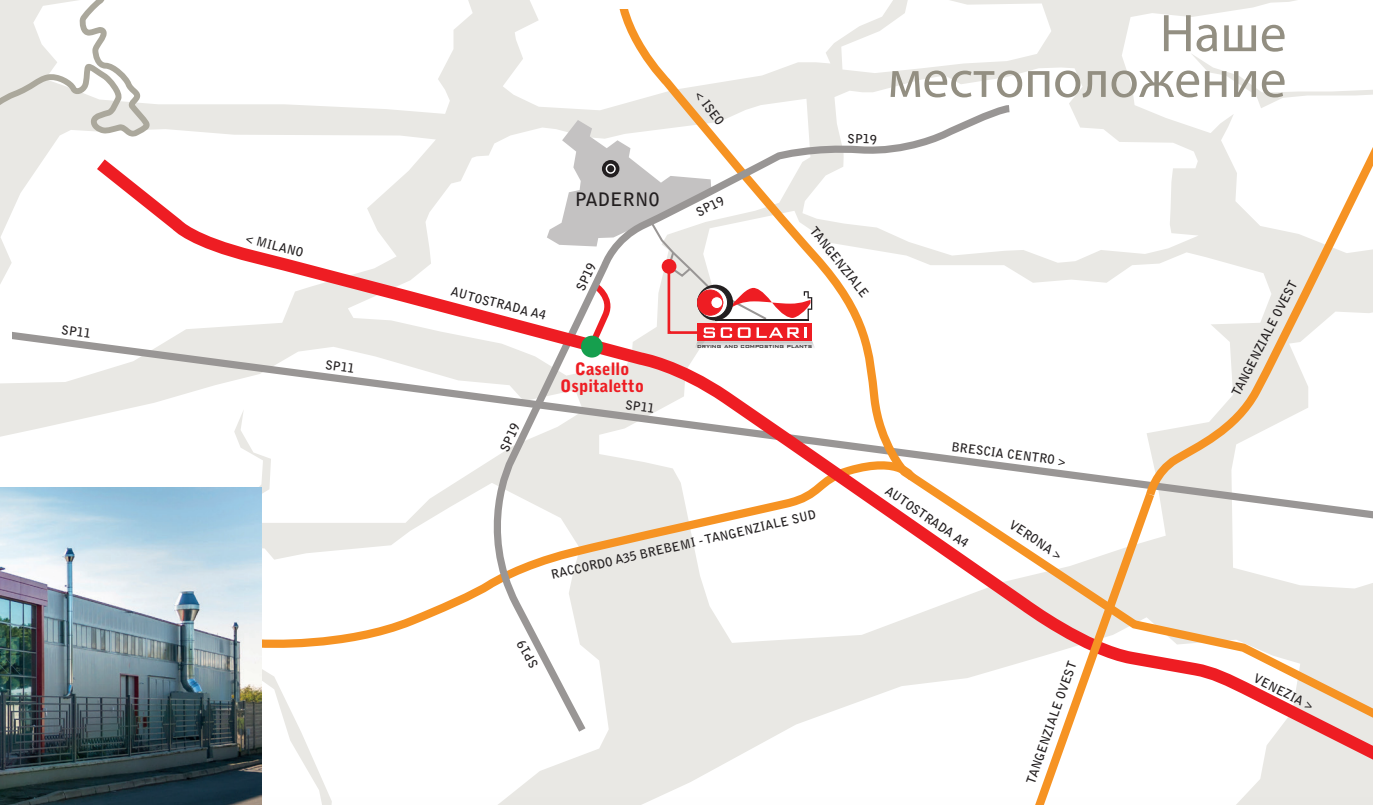 Наше
местоположение
< ISEO
SP19
PADERNO
SP19
< MILANO
TANGENZIALE
SP19
AUTOSTRADA A4
SCOLARI
DRYING AND COMPOSTING PLANTS
TANGENZIALE OVEST
SP11
SP11
Casello
Ospitaletto
SP11
SP19
BRESCIA CENTRO >
AUTOSTRADA A4
VERONA >
RACCORDO A35 BREBEMI - TANGENZIALE SUD
SP19
TANGENZIALE OVEST
VENEZIA >